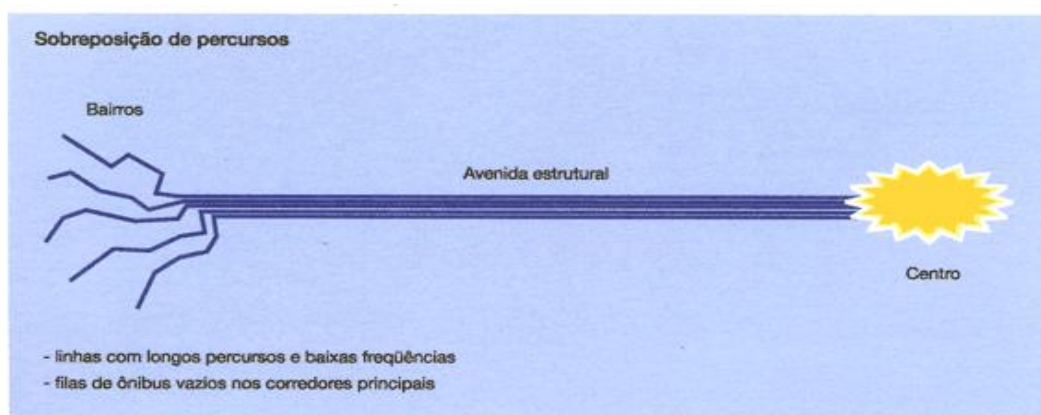 Sobreposição de percursos
Bairros
Avenida estrutural
Centro
- linhas com longos percursos e baixas freqüências
- filas de ônibus vazios nos corredores principais